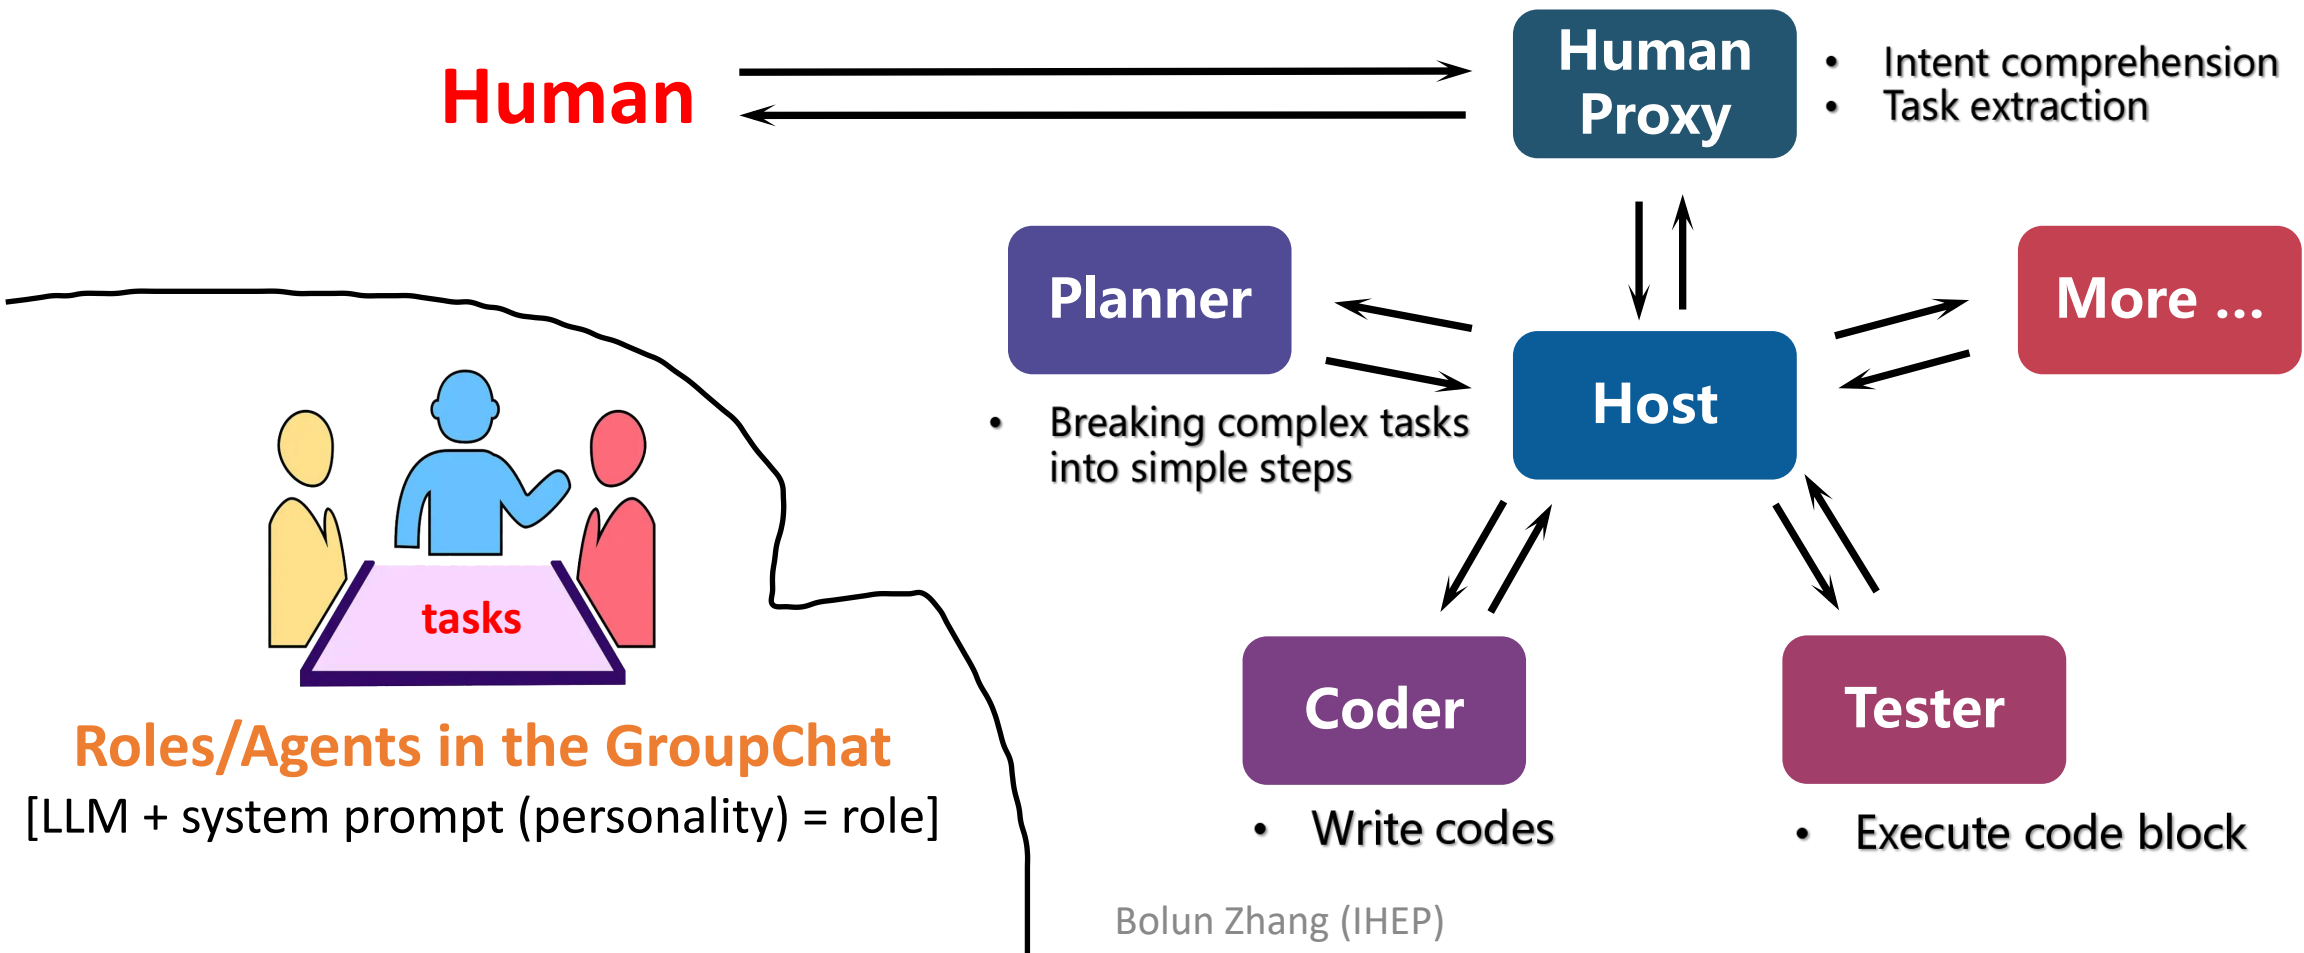 Human
Human
Proxy
• Intent comprehension
• Task extraction
Planner
• Breaking complex tasks
into simple steps
More ...
Host
tasks
Coder
• Write codes
Tester
• Execute code block
Roles/Agents in the GroupChat
[LLM + system prompt (personality) = role]
Bolun Zhang (IHEP)